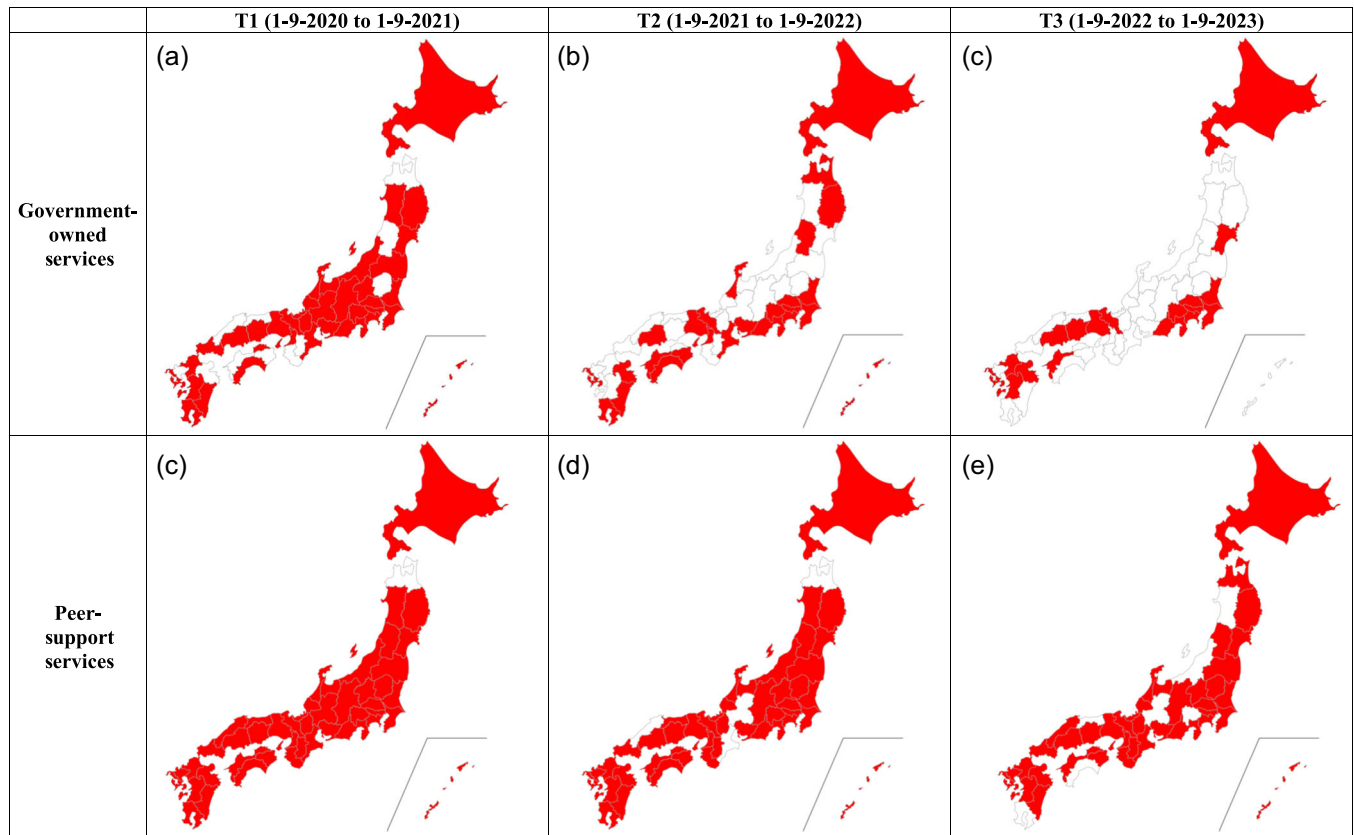 T1 (1-9-2020 to 1-9-2021)
T2 (1-9-2021 to 1-9-2022)
T3 (1-9-2022 to 1-9-2023)
Government-
owned
services
(a)
(b)
(c)
Peer-
support
services
(c)
(d)
(e)